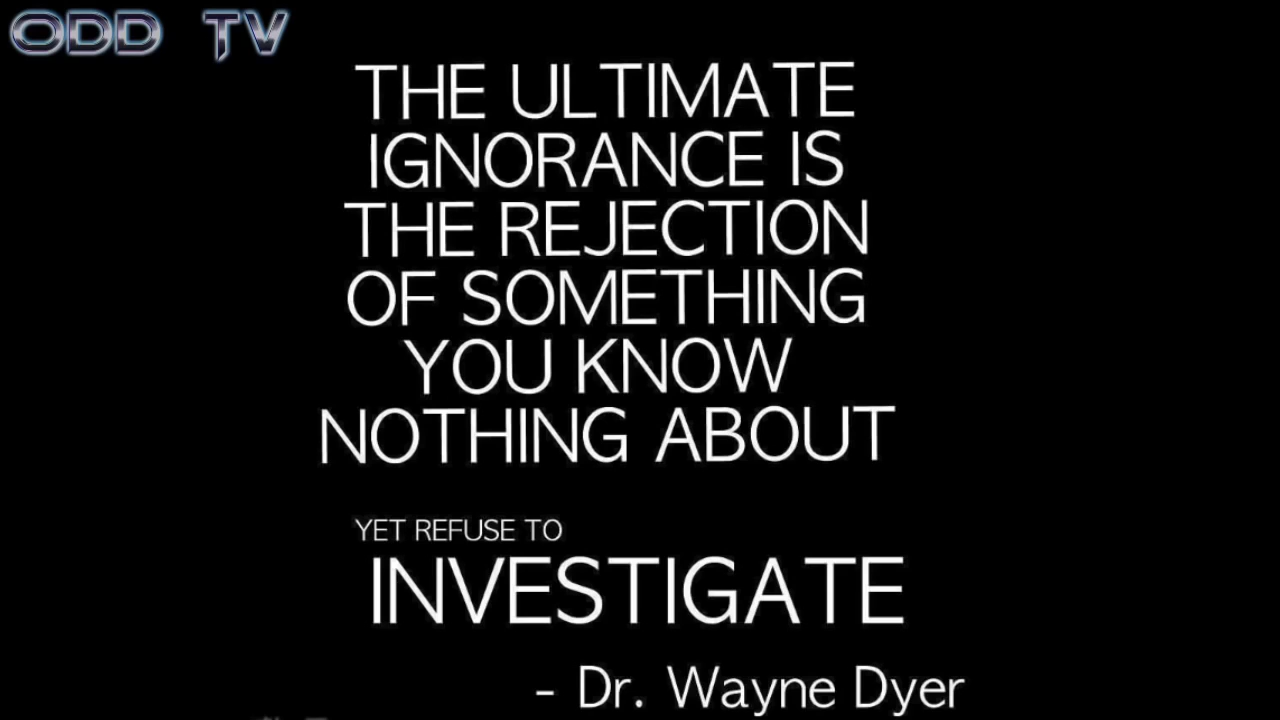 ODD TV
THE ULTIMATE
IGNORANCE IS
THE REJECTION
OF SOMETHING
YOU KNOW
NOTHING ABOUT
YET REFUSE TO
INVESTIGATE
- Dr. Wayne Dyer